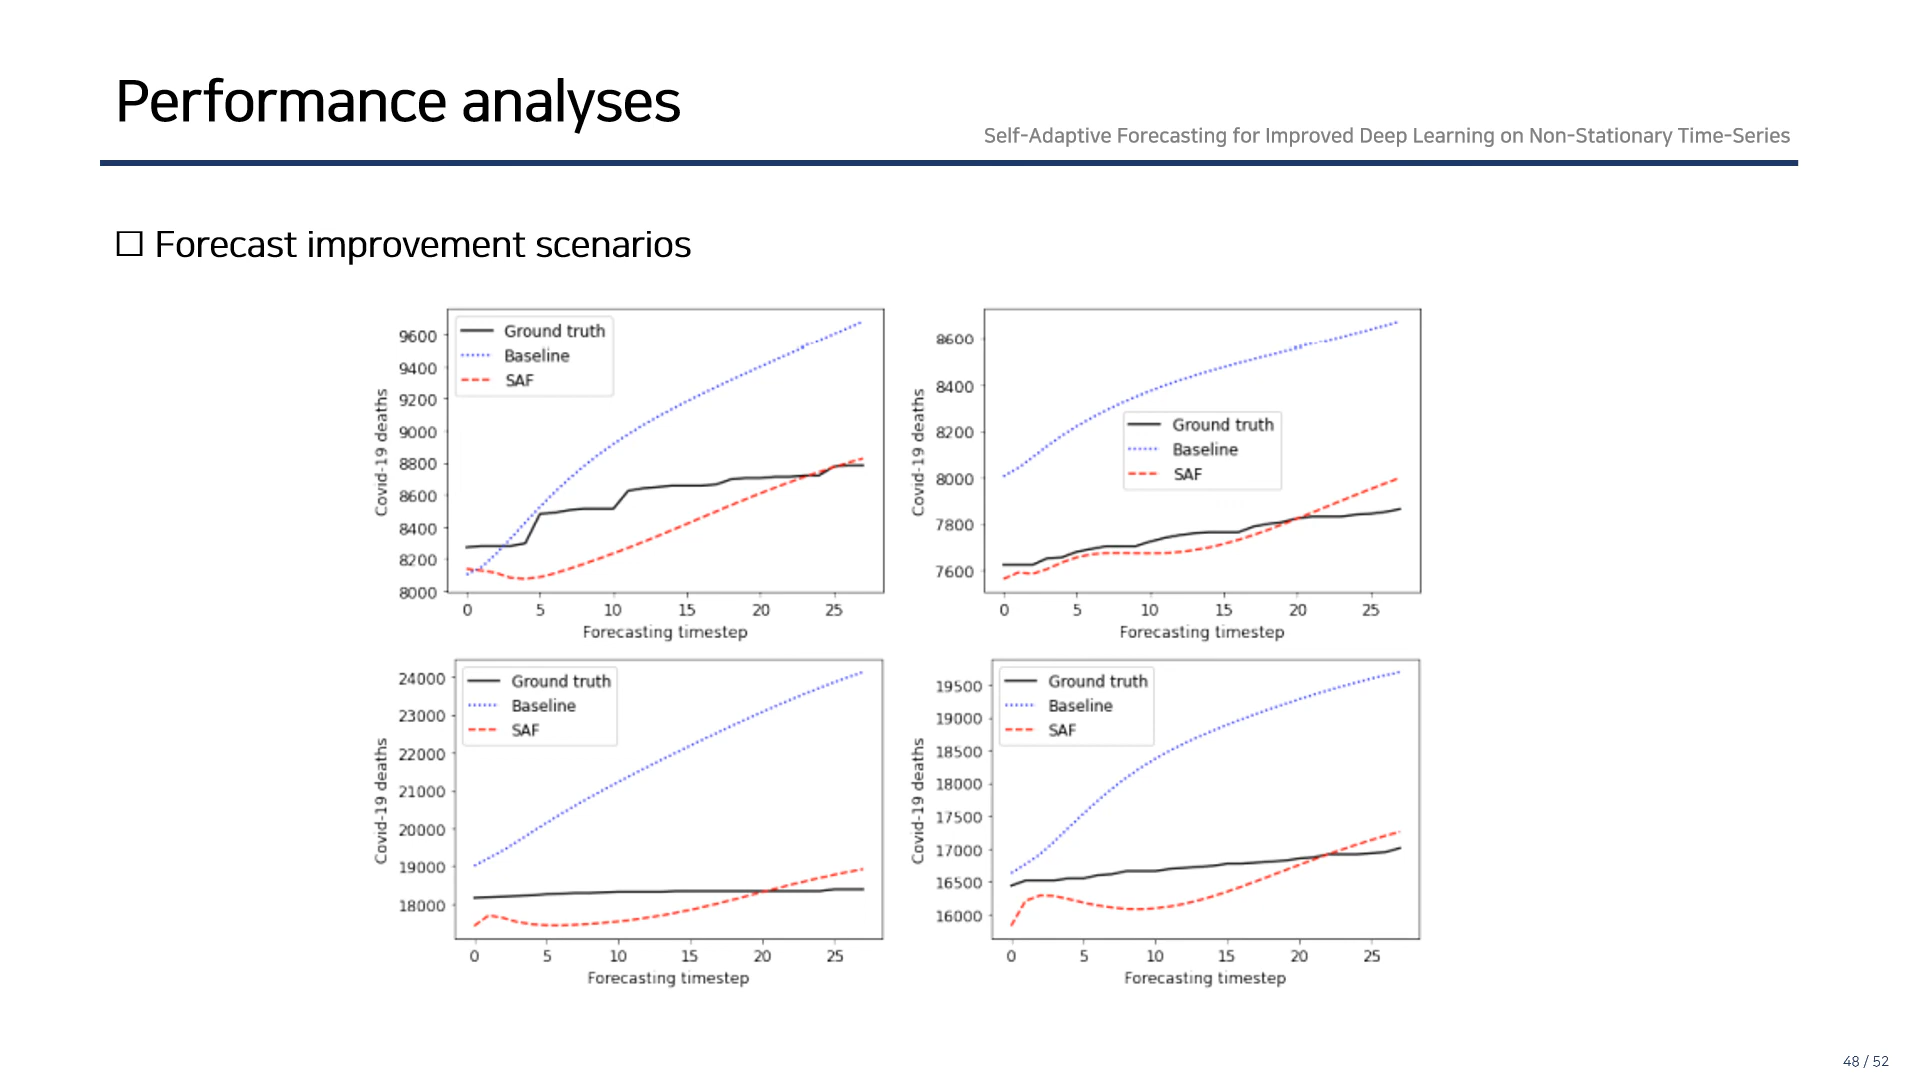 Performance analyses
Self-Adaptive Forecasting for Improved Deep Learning on Non-Stationary Time-Series
☐ Forecast improvement scenarios
Covid-19 deaths
9600
9400
9200
9000
8800
8600
8400
8200
8000
Ground truth
Baseline
SAF
0 5 10 15 20 25
Forecasting timestep
Covid-19 deaths
8600
8400
8200
8000
7800
7600
Ground truth
Baseline
SAF
0 5 10 15 20 25
Forecasting timestep
Covid-19 deaths
24000
23000
22000
21000
20000
19000
18000
Ground truth
Baseline
SAF
0 5 10 15 20 25
Forecasting timestep
Covid-19 deaths
19500
19000
18500
18000
17500
17000
16500
16000
Ground truth
Baseline
SAF
0 5 10 15 20 25
Forecasting timestep
48 / 52